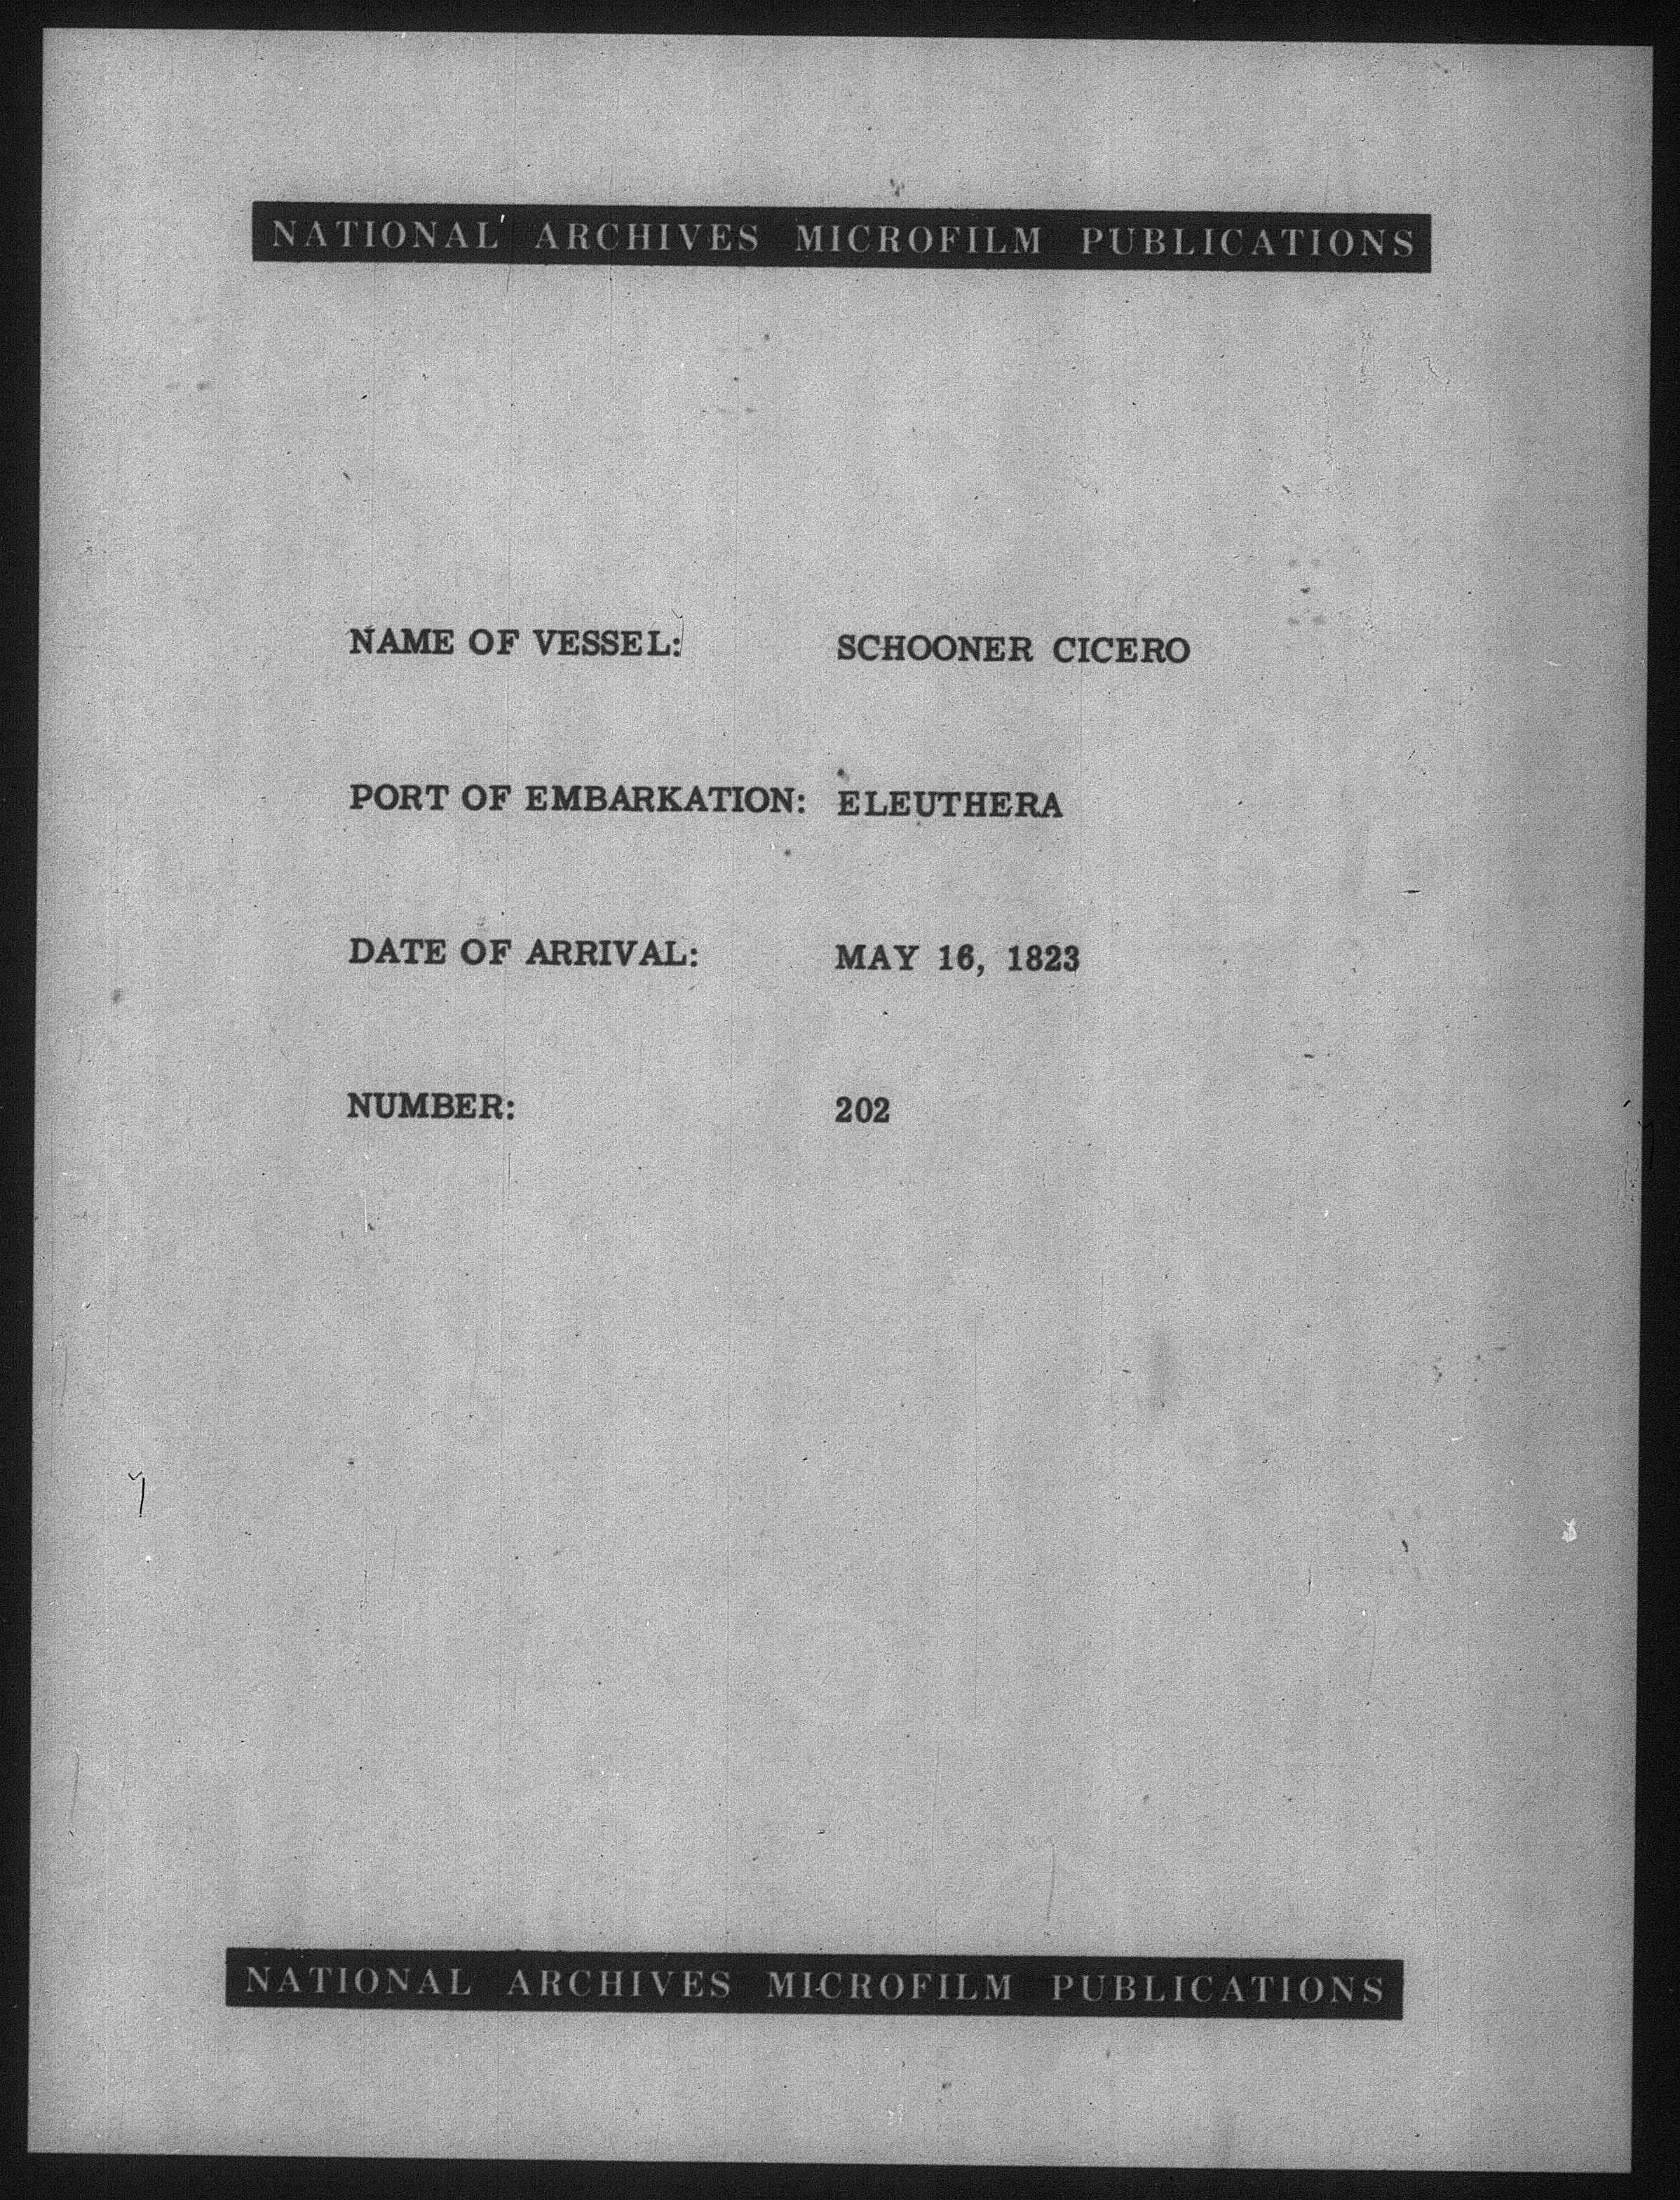 NATIONAL ARCHIVES MICROFILM PUBLICATIONS
NAME OF VESSEL: SCHOONER CICERO
PORT OF EMBARKATION: ELEUTHERA
DATE OF ARRIVAL: MAY 16, 1823
NUMBER: 202
NATIONAL ARCHIVES MICROFILM PUBLICATIONS